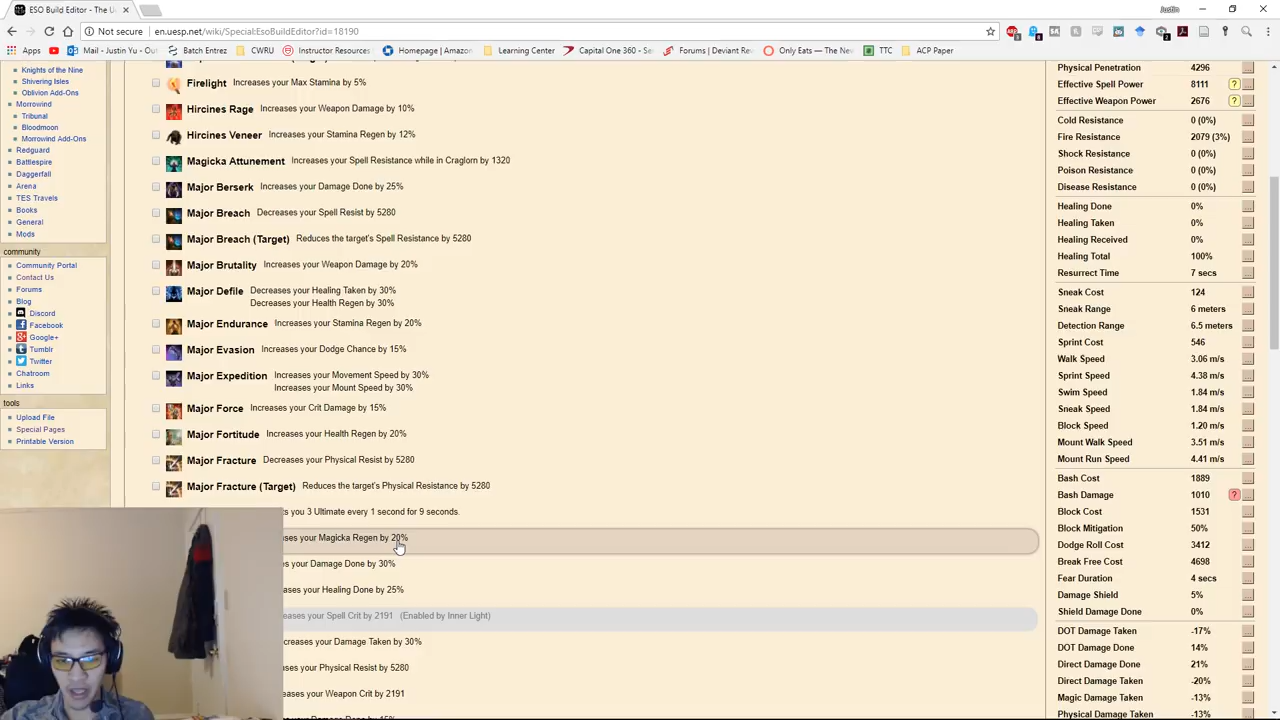 ESO Build Editor
Justin
Not secure
en.uesp.net/wiki/Special:EsoBuildEditor?id=18190
Apps
Mail - Justin Yu - Out
Batch Entrez
CWRU
Instructor Resources
Homepage | Amazon
Learning Center
Capital One 360 - Se
Forums | Deviant Re
Only Eats — The Ne
TTC
ACP Paper
Knights of the Nine
Shivering Isles
Oblivion Add-Ons
Morrowind
Tribunal
Bloodmoon
Morrowind Add-Ons
Redguard
Battlespire
Daggerfall
Arena
TES Travels
Books
General
Mods
community
Community Portal
Contact Us
Forums
Blog
Discord
Facebook
Google+
Tumblr
Twitter
Chatroom
Links
tools
Upload File
Special Pages
Printable Version
Firelight Increases your Max Stamina by 5%
Hircines Rage Increases your Weapon Damage by 10%
Hircines Veneer Increases your Stamina Regen by 12%
Magicka Attunement Increases your Spell Resistance while in Craglorn by 1320
Major Berserk Increases your Damage Done by 25%
Major Breach Decreases your Spell Resist by 5280
Major Breach (Target) Reduces the target's Spell Resistance by 5280
Major Brutality Increases your Weapon Damage by 20%
Major Defile Decreases your Healing Taken by 30%
Decreases your Health Regen by 30%
Major Endurance Increases your Stamina Regen by 20%
Major Evasion Increases your Dodge Chance by 15%
Major Expedition Increases your Movement Speed by 30%
Increases your Mount Speed by 30%
Major Force Increases your Crit Damage by 15%
Major Fortitude Increases your Health Regen by 20%
Major Fracture Decreases your Physical Resist by 5280
Major Fracture (Target) Reduces the target's Physical Resistance by 5280
ts you 3 Ultimate every 1 second for 9 seconds.
ses your Magicka Regen by 20%
es your Damage Done by 30%
ases your Healing Done by 25%
eases your Spell Crit by 2191 (Enabled by Inner Light)
creases your Damage Taken by 30%
ses your Physical Resist by 5280
eases your Weapon Crit by 2191
Physical Penetration 4296
Effective Spell Power 8111 ?
Effective Weapon Power 2676 ?
Cold Resistance 0 (0%)
Fire Resistance 2079 (3%)
Shock Resistance 0 (0%)
Poison Resistance 0 (0%)
Disease Resistance 0 (0%)
Healing Done 0%
Healing Taken 0%
Healing Received 0%
Healing Total 100%
Resurrect Time 7 secs
Sneak Cost 124
Sneak Range 6 meters
Detection Range 6.5 meters
Sprint Cost 546
Walk Speed 3.06 m/s
Sprint Speed 4.38 m/s
Swim Speed 1.84 m/s
Sneak Speed 1.84 m/s
Block Speed 1.20 m/s
Mount Walk Speed 3.51 m/s
Mount Run Speed 4.41 m/s
Bash Cost 1889
Bash Damage 1010 ?
Block Cost 1531
Block Mitigation 50%
Dodge Roll Cost 3412
Break Free Cost 4698
Fear Duration 4 secs
Damage Shield 5%
Shield Damage Done 0%
DOT Damage Taken -17%
DOT Damage Done 14%
Direct Damage Done 21%
Direct Damage Taken -20%
Magic Damage Taken -13%
Physical Damage Taken -13%